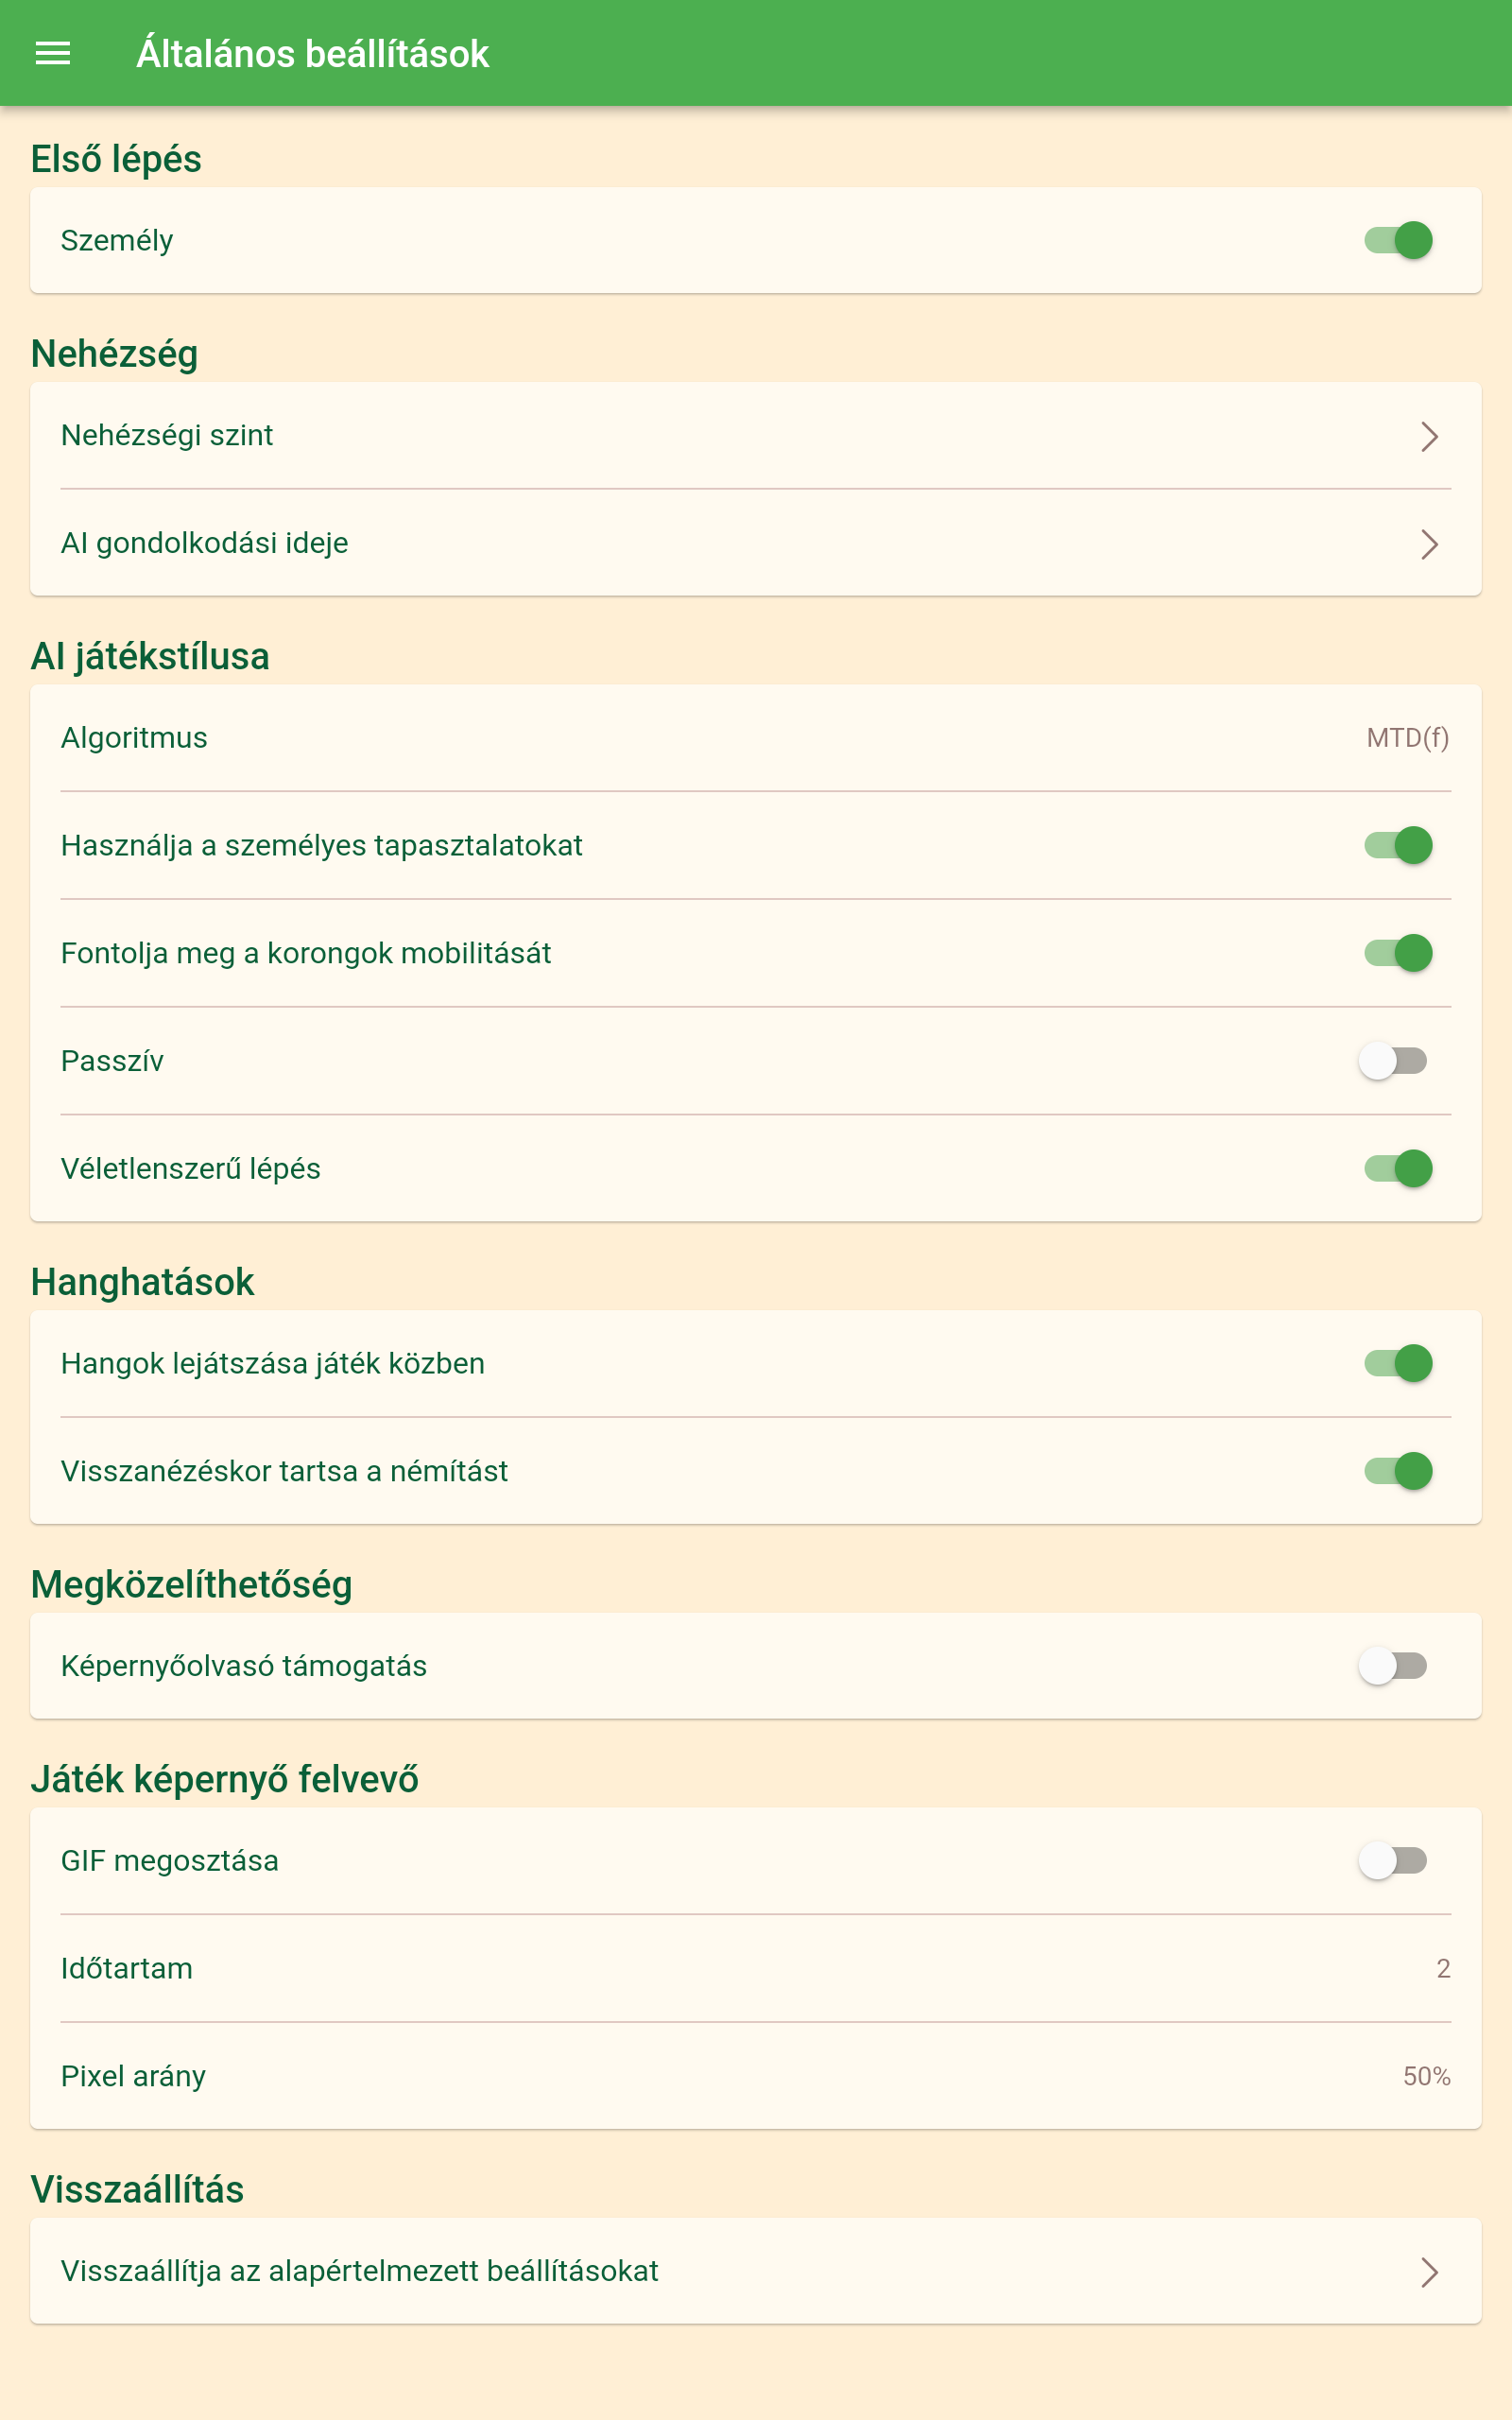 Általános beállítások
Első lépés
Személy
Nehézség
Nehézségi szint
AI gondolkodási ideje
AI játékstílusa
Algoritmus MTD(f)
Használja a személyes tapasztalatokat
Fontolja meg a korongok mobilitását
Passzív
Véletlenszerű lépés
Hanghatások
Hangok lejátszása játék közben
Visszanézéskor tartsa a némítást
Megközelíthetőség
Képernyőolvasó támogatás
Játék képernyő felvevő
GIF megosztása
Időtartam 2
Pixel arány 50%
Visszaállítás
Visszaállítja az alapértelmezett beállításokat